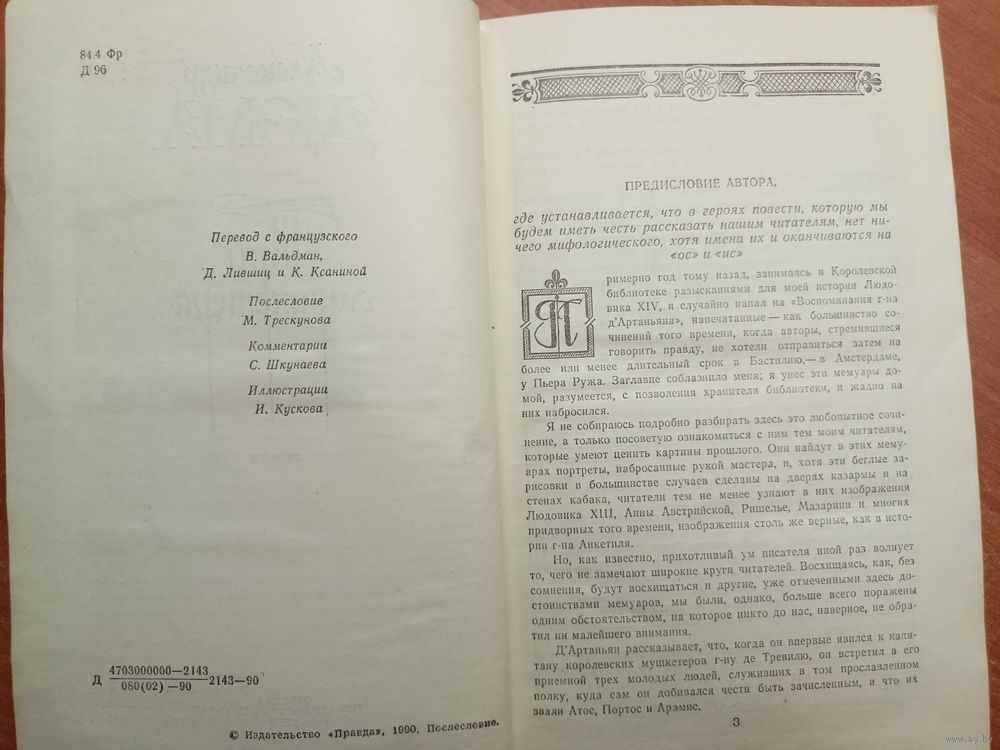 84.4 Фр
Д 96
Перевод с французского
В. Вальдман,
Д. Лившиц и К. Ксаниной
Послесловие
М. Трескунова
Комментарии
С. Шкунаева
Иллюстрации
И. Кускова
Д 4703000000—2143
080(02)—90 2143—90
© Издательство «Правда», 1990. Послесловие.
ПРЕДИСЛОВИЕ АВТОРА,
где устанавливается, что в героях повести, которую мы
будем иметь честь рассказать нашим читателям, нет ни-
чего мифологического, хотя имена их и оканчиваются на
«ос» и «ис»
Примерно год тому назад, занимаясь в Королевской
библиотеке разысканиями для моей истории Людо-
вика XIV, я случайно напал на «Воспоминания г-на
д'Артаньяна», напечатанные — как большинство со-
чинений того времени, когда авторы, стремившиеся
говорить правду, не хотели отправиться затем на
более или менее длительный срок в Бастилию,— в Амстердаме,
у Пьера Ружа. Заглавие соблазнило меня; я унес эти мемуары до-
мой, разумеется, с позволения хранителя библиотеки, и жадно на
них набросился.
Я не собираюсь подробно разбирать здесь это любопытное сочи-
нение, а только посоветую ознакомиться с ним тем моим читателям,
которые умеют ценить картины прошлого. Они найдут в этих мему-
арах портреты, набросанные рукой мастера, и, хотя эти беглые за-
рисовки в большинстве случаев сделаны на дверях казармы и на
стенах кабака, читатели тем не менее узнают в них изображения
Людовика XIII, Анны Австрийской, Ришелье, Мазарини и многих
придворных того времени, изображения столь же верные, как в исто-
рии г-на Анкетиля.
Но, как известно, прихотливый ум писателя иной раз волнует
то, чего не замечают широкие круги читателей. Восхищаясь, как, без
сомнения, будут восхищаться и другие, уже отмеченными здесь до-
стоинствами мемуаров, мы были, однако, больше всего поражены
одним обстоятельством, на которое никто до нас, наверное, не обра-
тил ни малейшего внимания.
Д'Артаньян рассказывает, что, когда он впервые явился к капи-
тану королевских мушкетеров г-ну де Тревилю, он встретил в его
приемной трех молодых людей, служивших в том прославленном
полку, куда сам он добивался чести быть зачисленным, и что их
звали Атос, Портос и Арамис.
3
www.ay.by